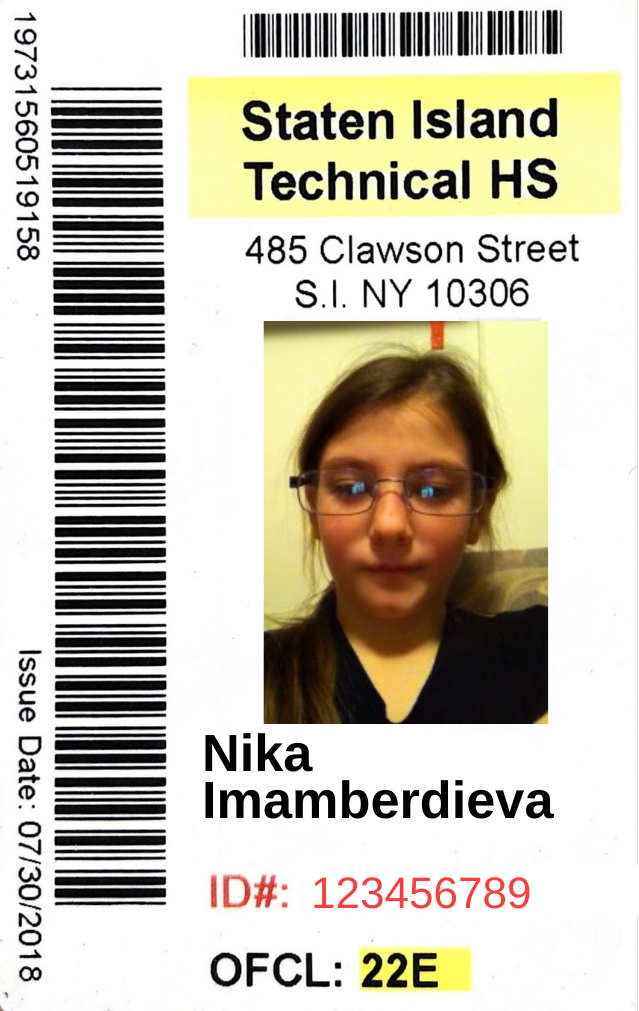 Staten Island
Technical HS
485 Clawson Street
S.I. NY 10306
Nika
Imamberdieva
ID#: 123456789
OFCL: 22E
197315560519158
Issue Date: 07/30/2018